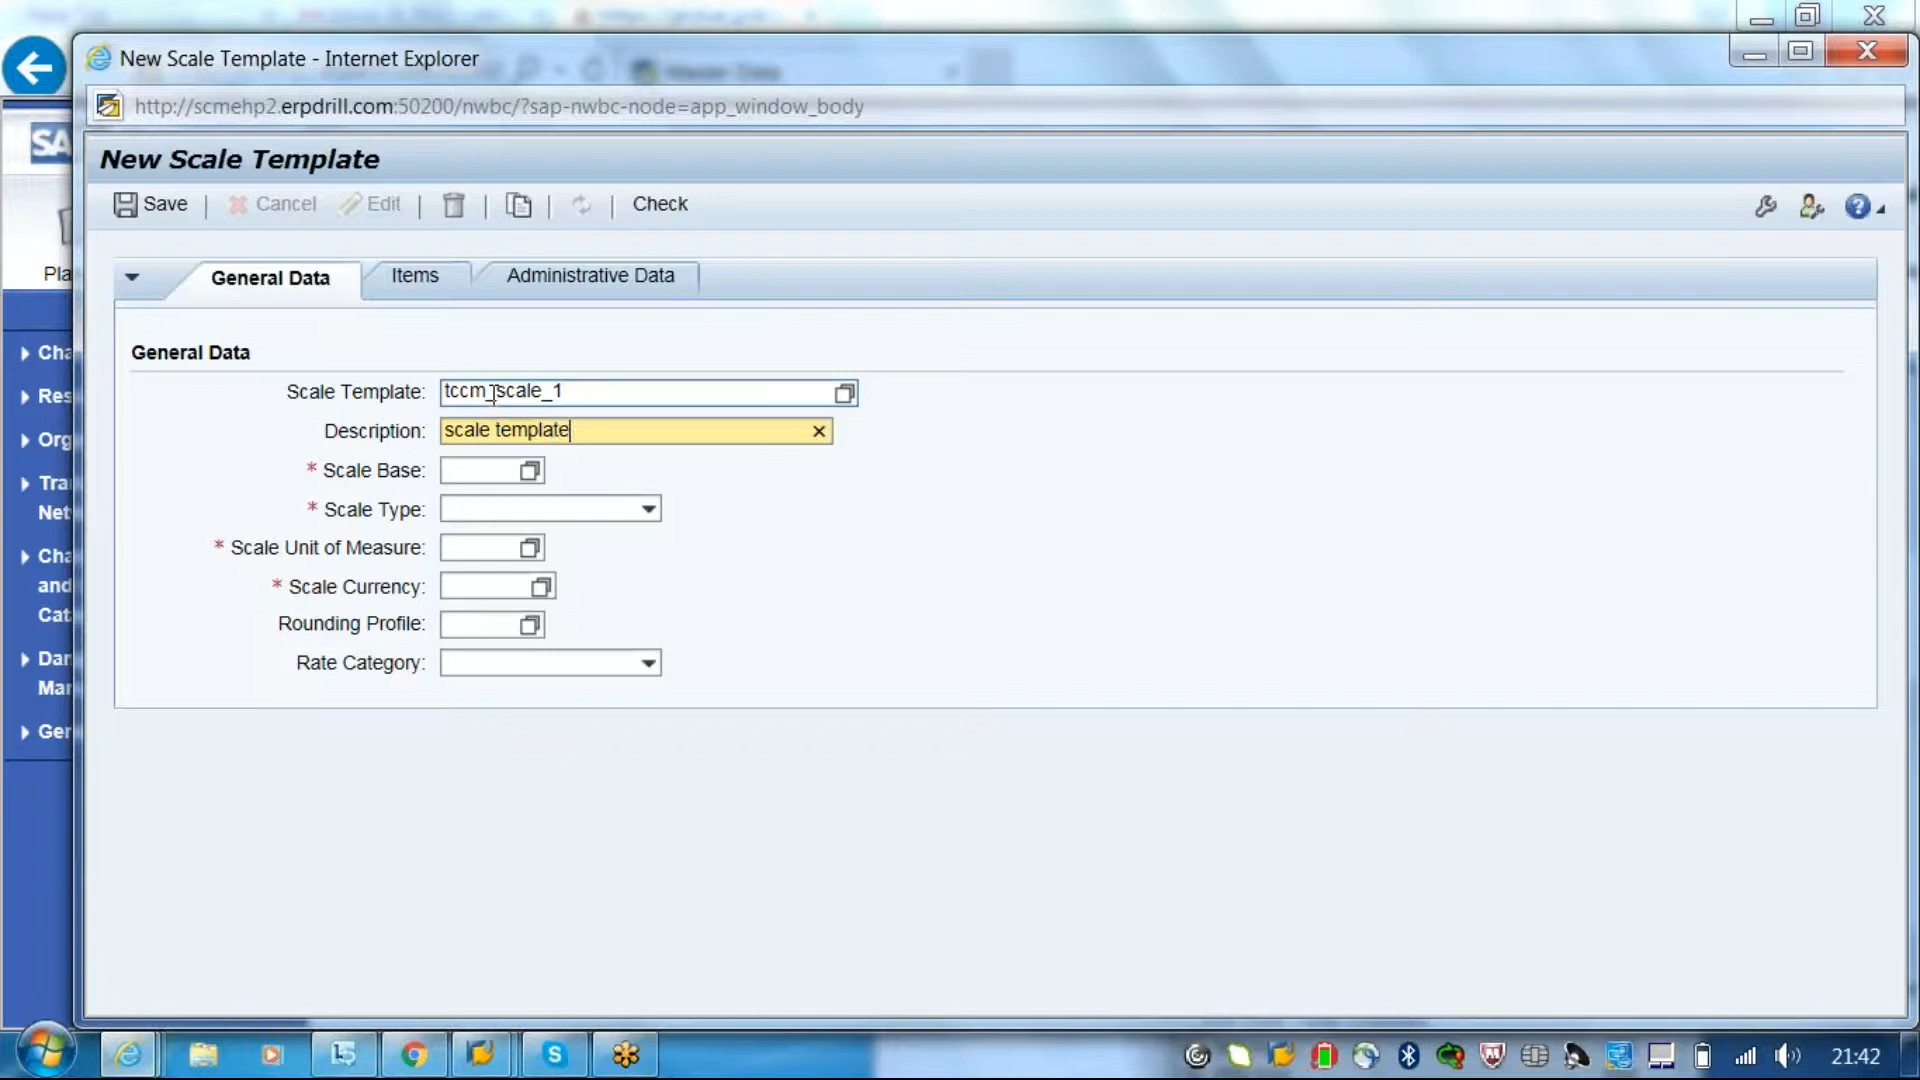 New Scale Template - Internet Explorer
http://scmehp2.erpdrill.com:50200/nwbc/?sap-nwbc-node=app_window_body
SA
New Scale Template
Save | Cancel Edit | | | Check
Pla
General Data Items Administrative Data
General Data
Scale Template: tccm_scale_1
Description: scale template
* Scale Base:
* Scale Type:
* Scale Unit of Measure:
* Scale Currency:
Rounding Profile:
Rate Category:
Cha
Res
Org
Tra
Net
Cha
and
Cat
Dan
Mar
Ger
21:42